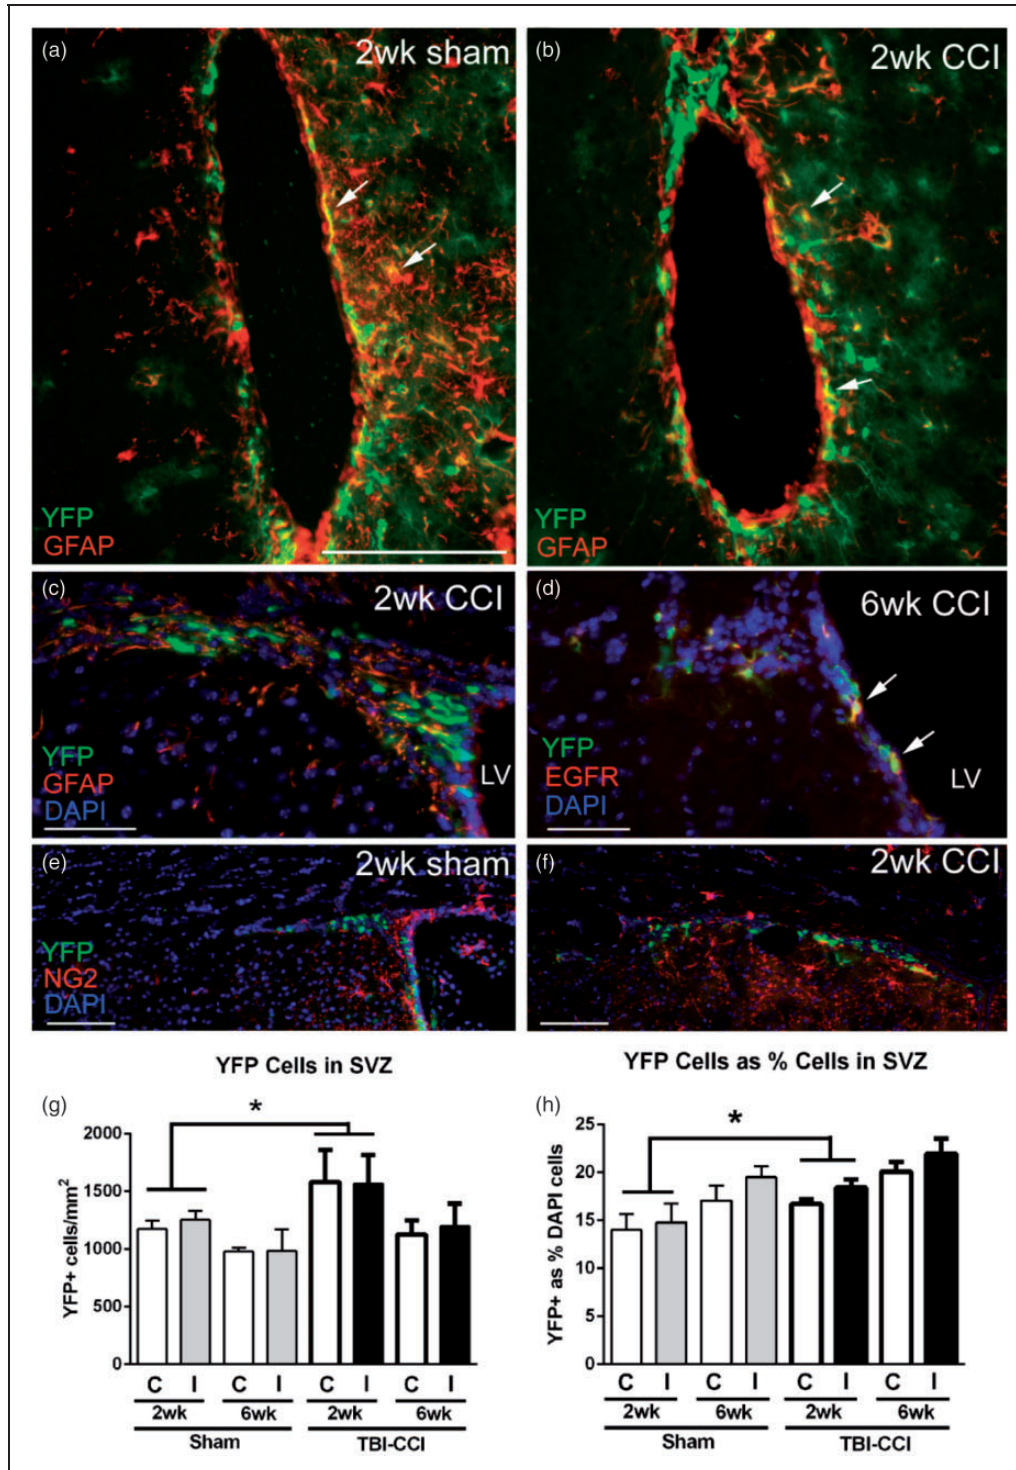 (a) 2wk sham
YFP
GFAP
(b) 2wk CCI
YFP
GFAP
(c) 2wk CCI
YFP
GFAP
DAPI
LV
(d) 6wk CCI
YFP
EGFR
DAPI
LV
(e) 2wk sham
YFP
NG2
DAPI
(f) 2wk CCI
YFP Cells in SVZ
(g)
*
YFP+ cells/mm²
2000
1500
1000
500
0
C I C I C I C I
2wk 6wk 2wk 6wk
Sham TBI-CCI
YFP Cells as % Cells in SVZ
(h)
*
YFP+ as % DAPI cells
25
20
15
10
5
0
C I C I C I C I
2wk 6wk 2wk 6wk
Sham TBI-CCI